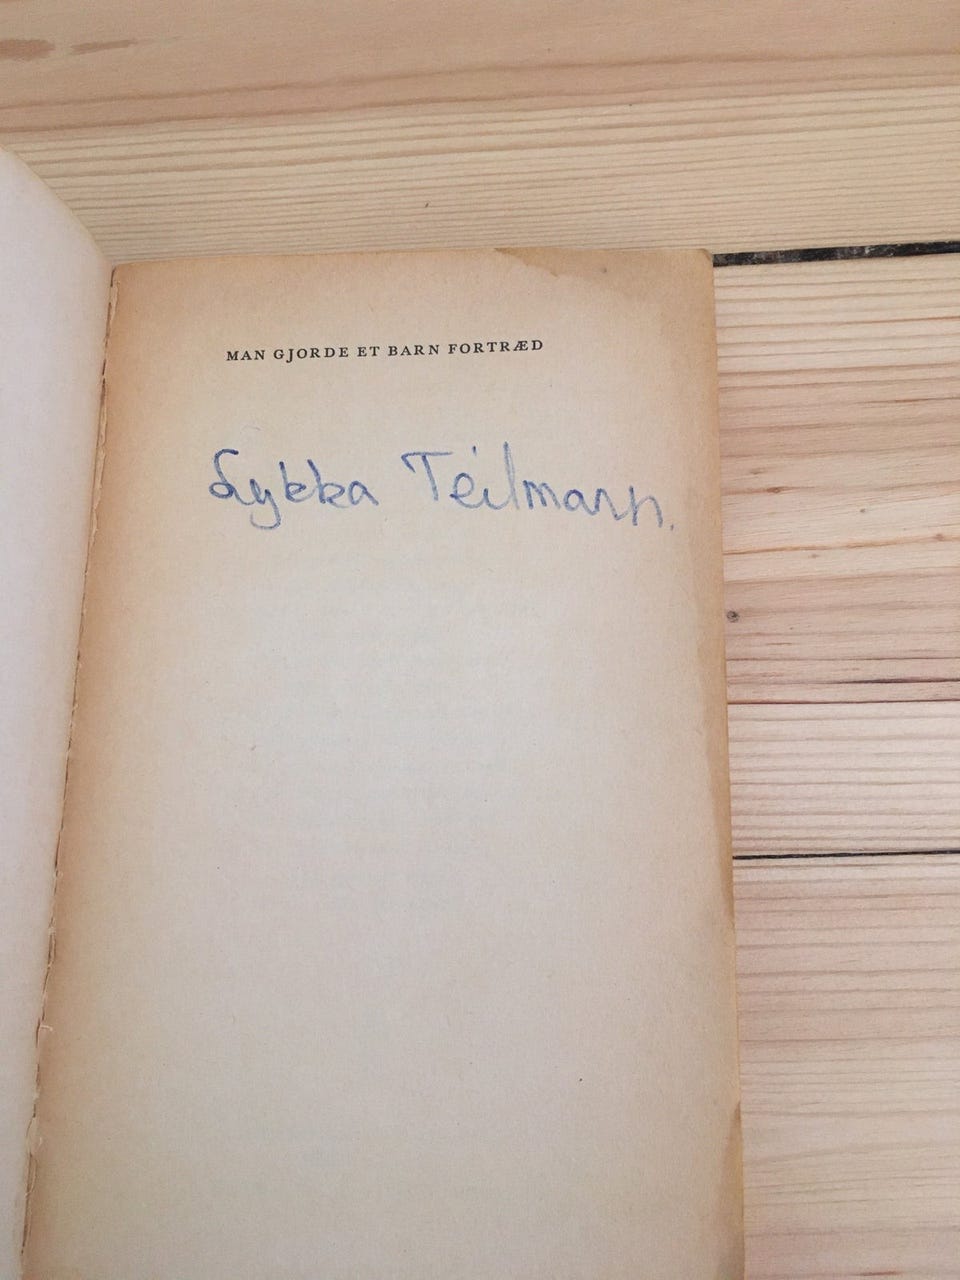 MAN GJORDE ET BARN FORTRÆD
Lykka Teilmann.